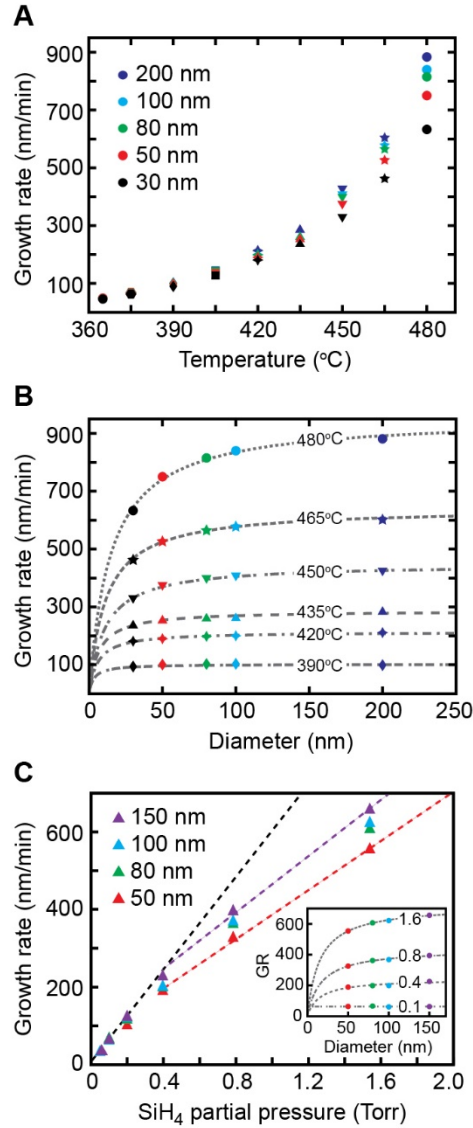 A
Growth rate (nm/min)
900
700
500
300
100
200 nm
100 nm
80 nm
50 nm
30 nm
360
390
420
450
480
Temperature (°C)
B
Growth rate (nm/min)
900
700
500
300
100
480°C
465°C
450°C
435°C
420°C
390°C
0
50
100
150
200
250
Diameter (nm)
C
Growth rate (nm/min)
600
400
200
0
150 nm
100 nm
80 nm
50 nm
GR
600
400
200
0
1.6
0.8
0.4
0.1
0
50
100
150
Diameter (nm)
0
0.4
0.8
1.2
1.6
2.0
SiH₄ partial pressure (Torr)